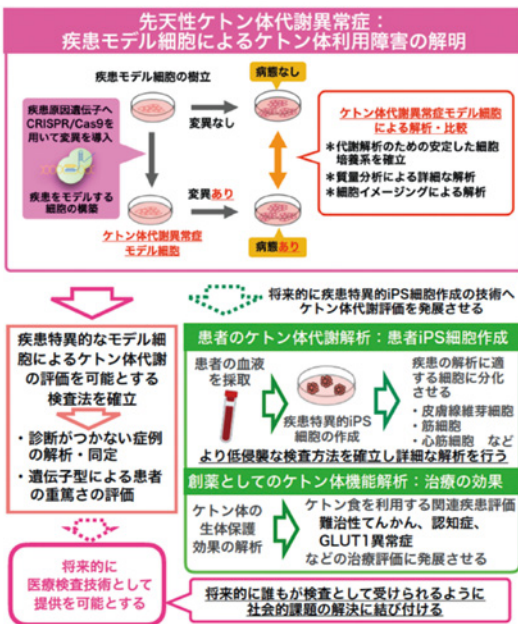 先天性ケトン体代謝異常症：
疾患モデル細胞によるケトン体利用障害の解明
疾患モデル細胞の樹立
病態なし
疾患原因遺伝子へ
CRISPR/Cas9を
用いて変異を導入
疾患をモデルする
細胞の構築
変異なし
変異あり
ケトン体代謝異常症
モデル細胞
病態あり
ケトン体代謝異常症モデル細胞
による解析・比較
＊代謝解析のための安定した細胞
培養系を確立
＊質量分析による詳細な解析
＊細胞イメージングによる解析
将来的に疾患特異的iPS細胞作成の技術へ
ケトン体代謝評価を発展させる
疾患特異的なモデル細
胞によるケトン体代謝
の評価を可能とする
検査法を確立
・診断がつかない症例の
解析・同定
・遺伝子型による患者
の重篤さの評価
将来的に
医療検査技術として
提供を可能とする
患者のケトン体代謝解析：患者iPS細胞作成
患者の血液
を採取
疾患特異的iPS
細胞の作成
疾患の解析に適
する細胞に分化
させる
・皮膚線維芽細胞
・筋細胞
・心筋細胞 など
より低侵襲な検査方法を確立し詳細な解析を行う
創薬としてのケトン体機能解析：治療の効果
ケトン体の
生体保護
効果の解析
ケトン食を利用する関連疾患評価
難治性てんかん、認知症、
GLUT1異常症
などの治療評価に発展させる
将来的に誰もが検査として受けられるように
社会的課題の解決に結び付ける